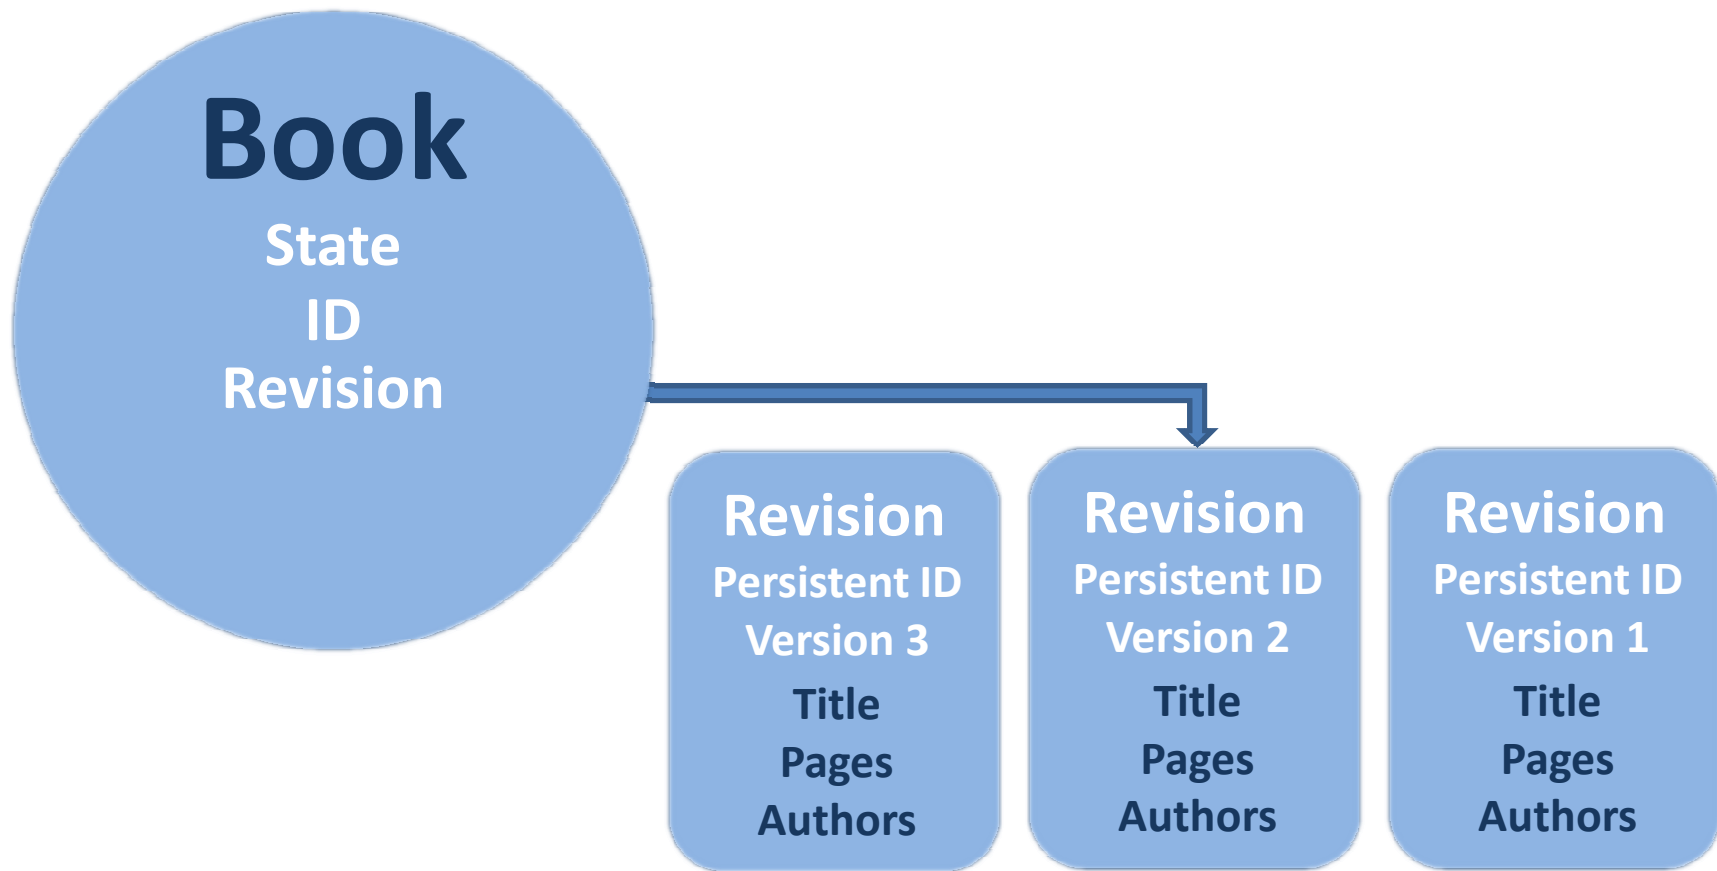 Book
State
ID
Revision
Revision
Persistent ID
Version 3
Title
Pages
Authors
Revision
Persistent ID
Version 2
Title
Pages
Authors
Revision
Persistent ID
Version 1
Title
Pages
Authors